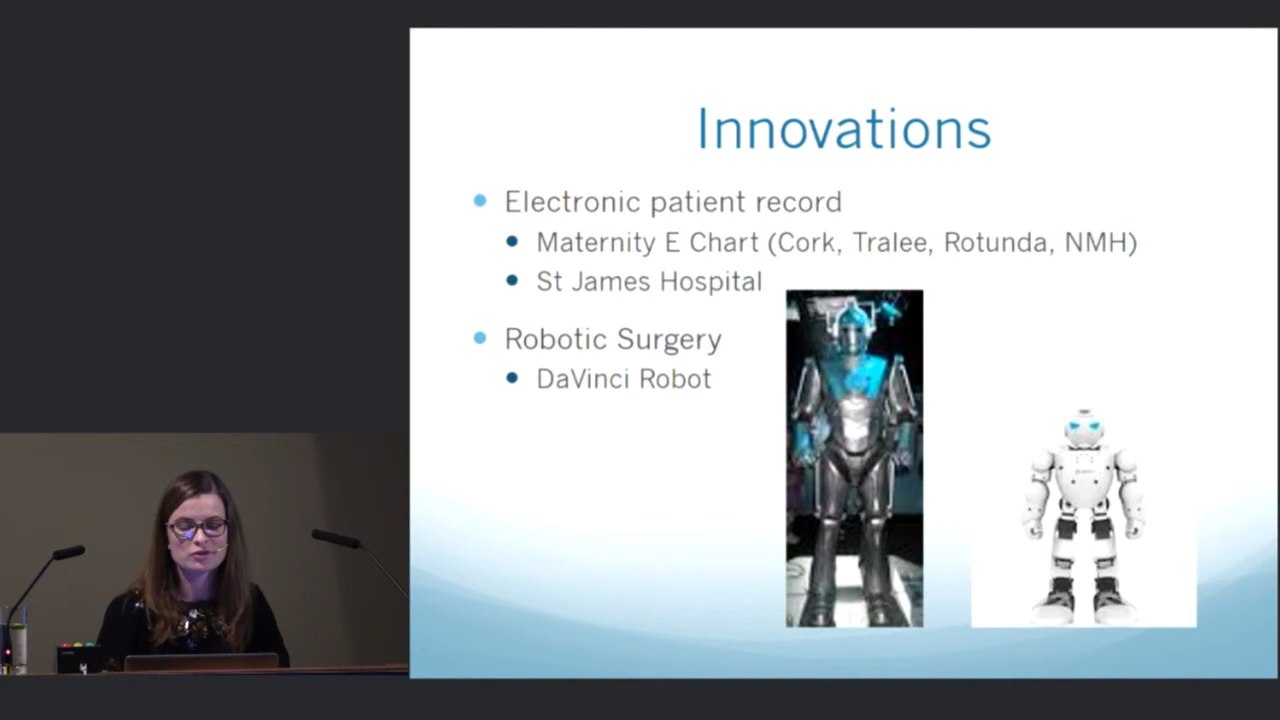 Innovations
Electronic patient record
Maternity E Chart (Cork, Tralee, Rotunda, NMH)
St James Hospital
Robotic Surgery
DaVinci Robot